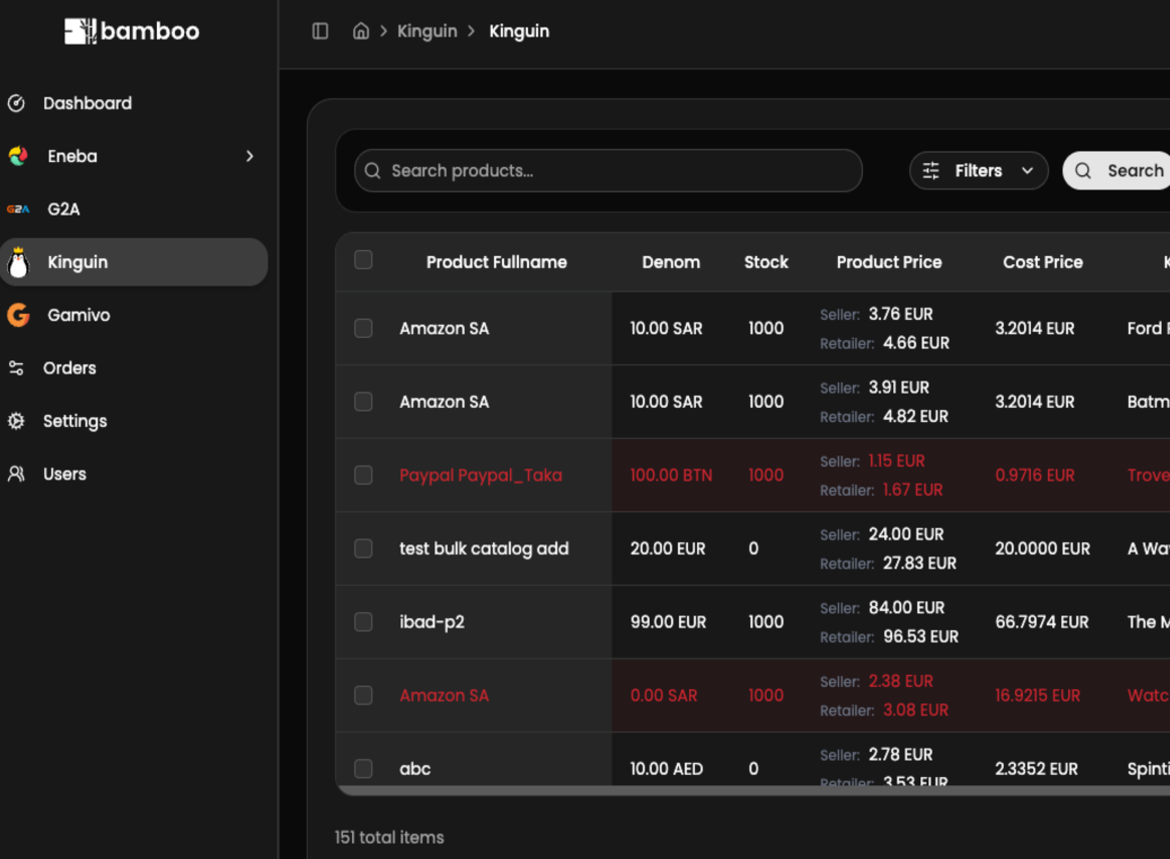 bamboo
Kinguin > Kinguin
Dashboard
Eneba
G2A G2A
Kinguin
Gamivo
Orders
Settings
Users
Search products...
Filters
Search
Product Fullname Denom Stock Product Price Cost Price
Amazon SA 10.00 SAR 1000 Seller: 3.76 EUR Retailer: 4.66 EUR 3.2014 EUR Ford
Amazon SA 10.00 SAR 1000 Seller: 3.91 EUR Retailer: 4.82 EUR 3.2014 EUR Batm
Paypal Paypal_Taka 100.00 BTN 1000 Seller: 1.15 EUR Retailer: 1.67 EUR 0.9716 EUR Trove
test bulk catalog add 20.00 EUR 0 Seller: 24.00 EUR Retailer: 27.83 EUR 20.0000 EUR A Wa
ibad-p2 99.00 EUR 1000 Seller: 84.00 EUR Retailer: 96.53 EUR 66.7974 EUR The M
Amazon SA 0.00 SAR 1000 Seller: 2.38 EUR Retailer: 3.08 EUR 16.9215 EUR Watc
abc 10.00 AED 0 Seller: 2.78 EUR Retailer: 3.53 EUR 2.3352 EUR Spinti
151 total items